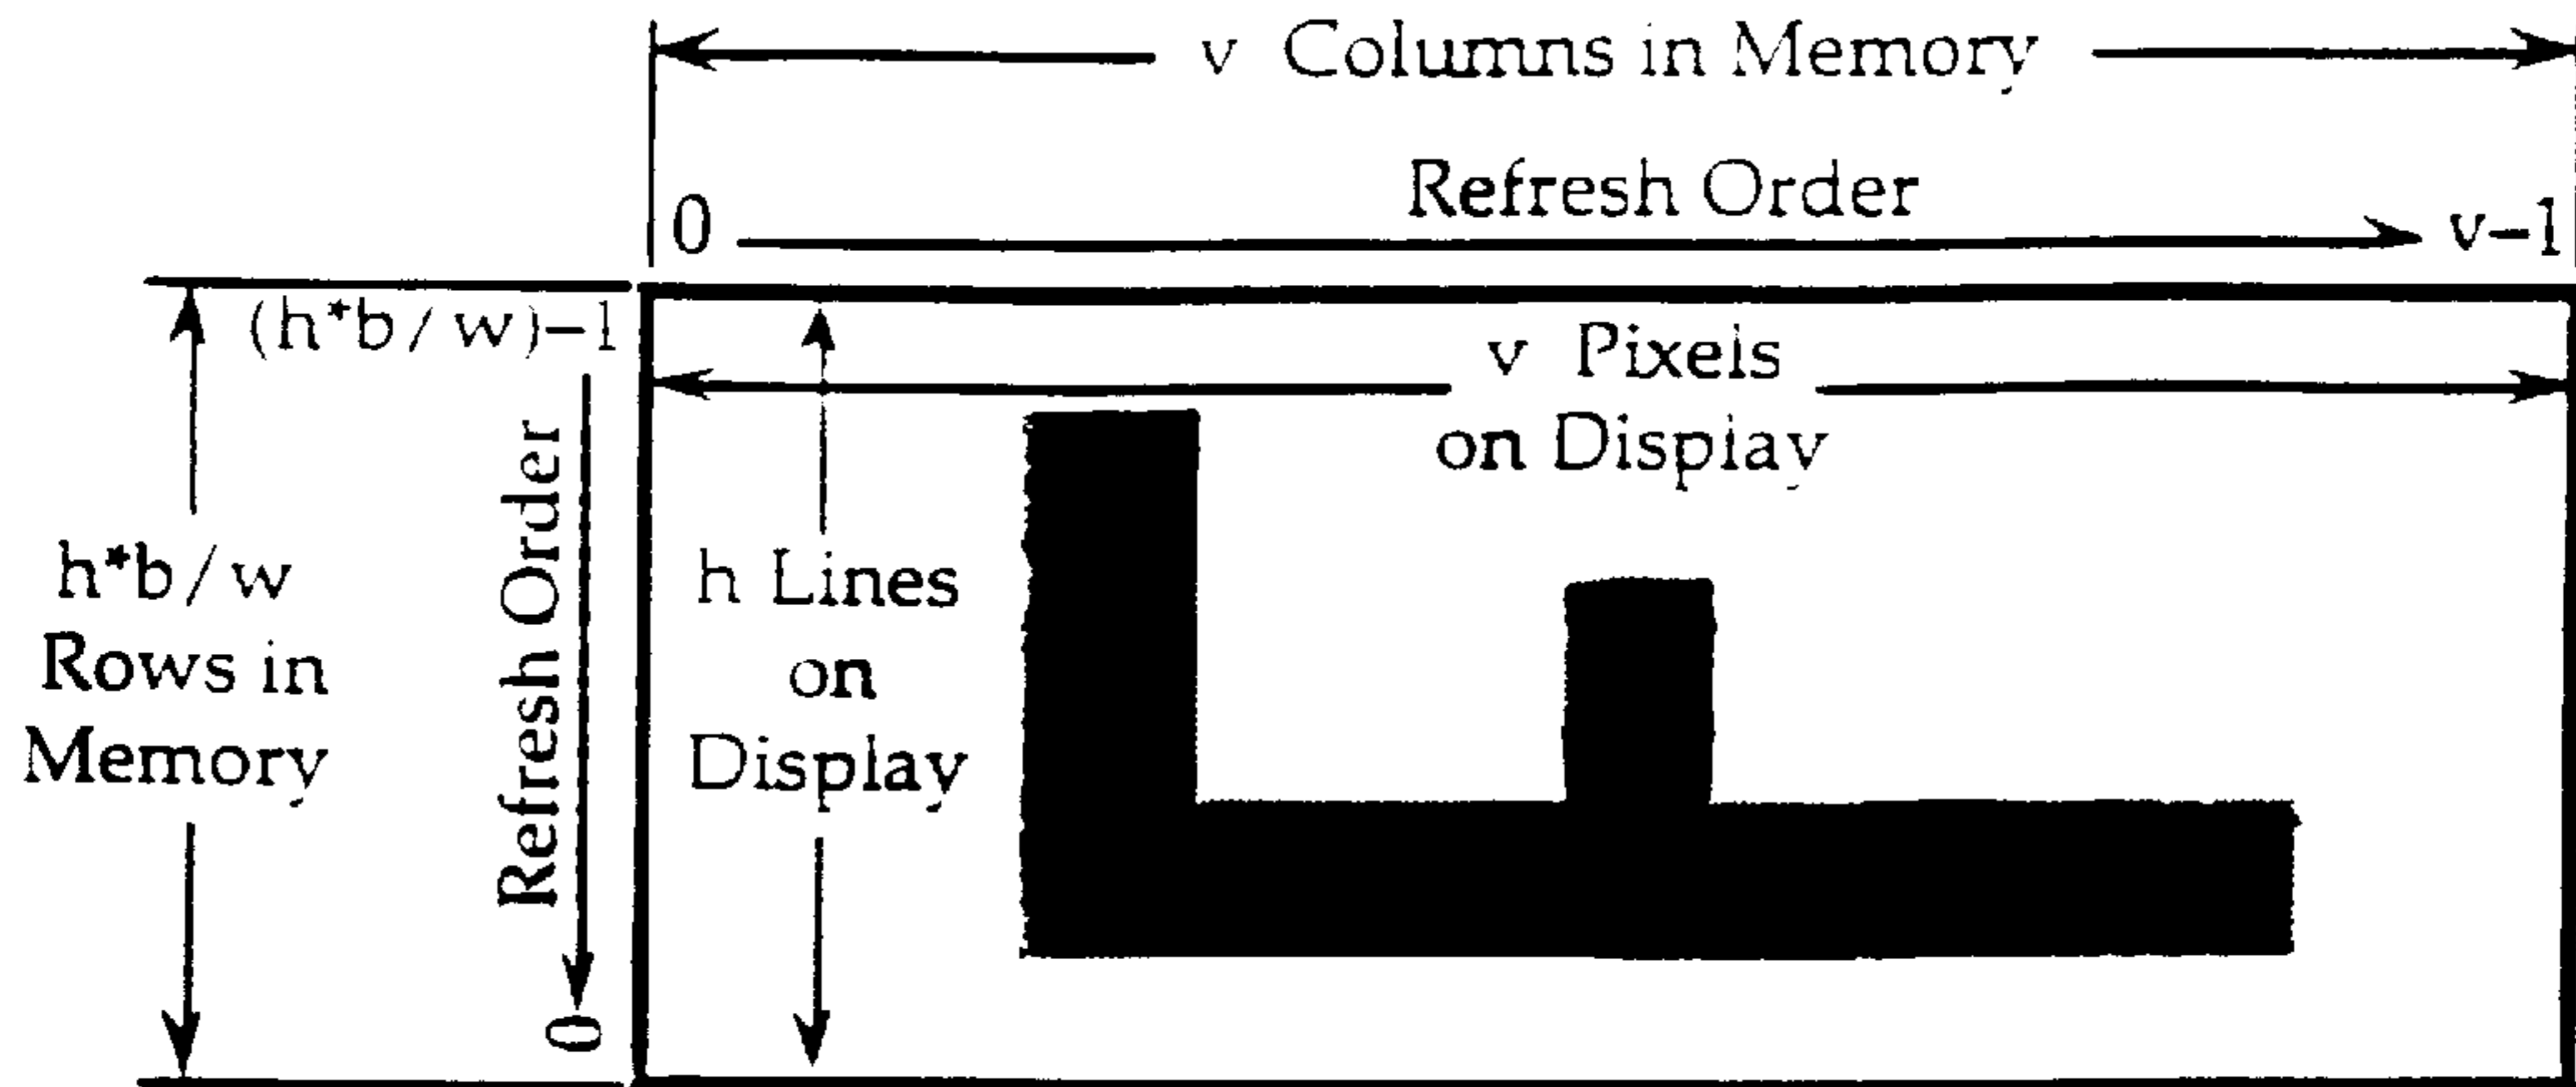 v Columns in Memory
Refresh Order
0
v-1
(h*b/w)-1
v Pixels
on Display
Refresh Order
h*b/w
Rows in
Memory
h Lines
on
Display
0